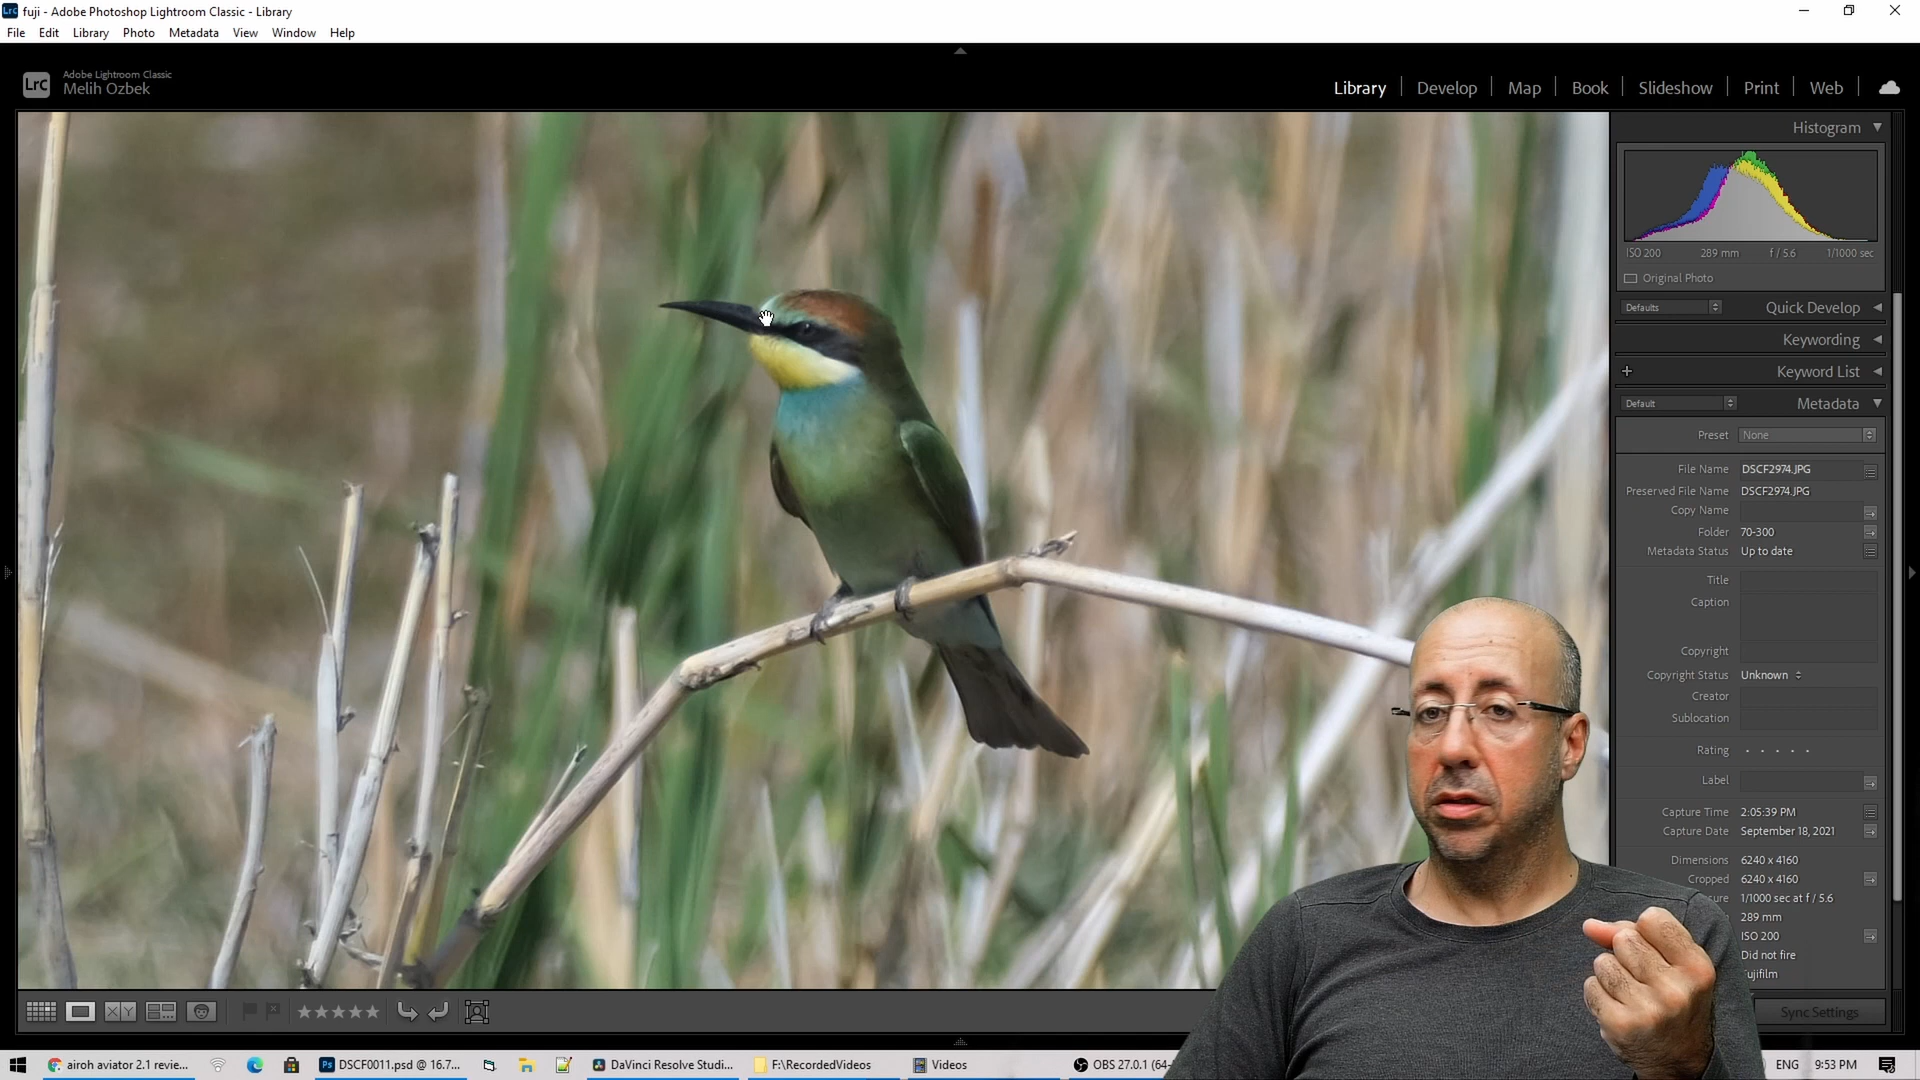 fuji - Adobe Photoshop Lightroom Classic - Library
File Edit Library Photo Metadata View Window Help
LrC
Adobe Lightroom Classic
Melih Ozbek
Library Develop Map Book Slideshow Print Web
Histogram
ISO 200 289 mm f / 5.6 1/1000 sec
Original Photo
Defaults Quick Develop
Keywording
Keyword List
Default Metadata
Preset None
File Name DSCF2974.JPG
Preserved File Name DSCF2974.JPG
Copy Name
Folder 70-300
Metadata Status Up to date
Title
Caption
Copyright
Copyright Status Unknown
Creator
Sublocation
Rating
Label
Capture Time 2:05:39 PM
Capture Date September 18, 2021
Dimensions 6240 x 4160
Cropped 6240 x 4160
1/1000 sec at f / 5.6
289 mm
ISO 200
Did not fire
XY
Sync Settings
airoh aviator 2.1 revie...
DSCF0011.psd @ 16.7...
DaVinci Resolve Studi...
F:\RecordedVideos
Videos
OBS 27.0.1 (64-
ENG 9:53 PM